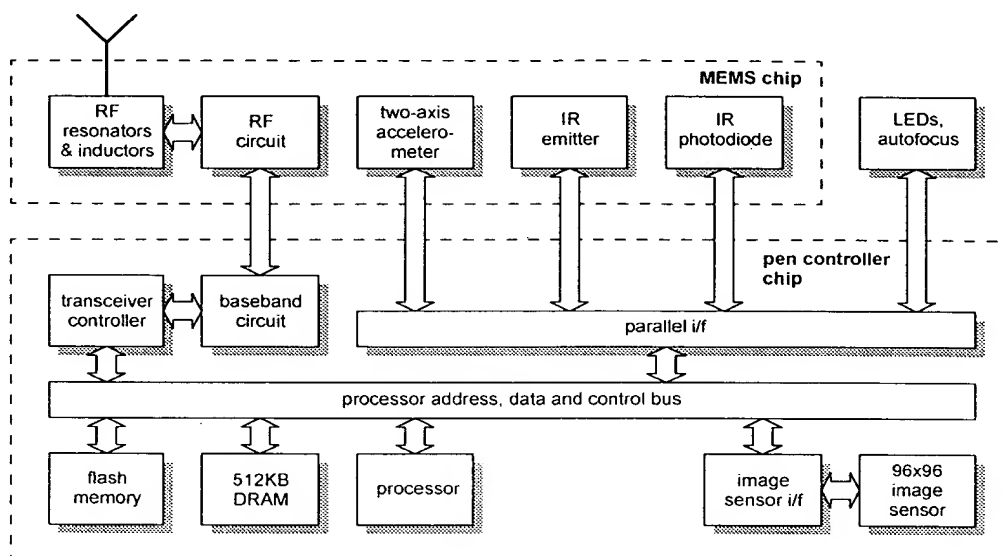 MEMS chip
RF
resonators
& inductors
RF
circuit
two-axis
accelero-
meter
IR
emitter
IR
photodiode
LEDs,
autofocus
pen controller
chip
transceiver
controller
baseband
circuit
parallel i/f
processor address, data and control bus
flash
memory
512KB
DRAM
processor
image
sensor i/f
96x96
image
sensor